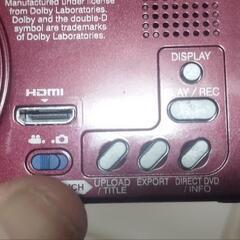 Manufactured under license
from Dolby Laboratories.
Dolby and the double-D
symbol are trademarks
of Dolby Laboratories.
DISPLAY
HDMI
PLAY / REC
UPLOAD
/ TITLE
EXPORT
DIRECT DVD
/ INFO